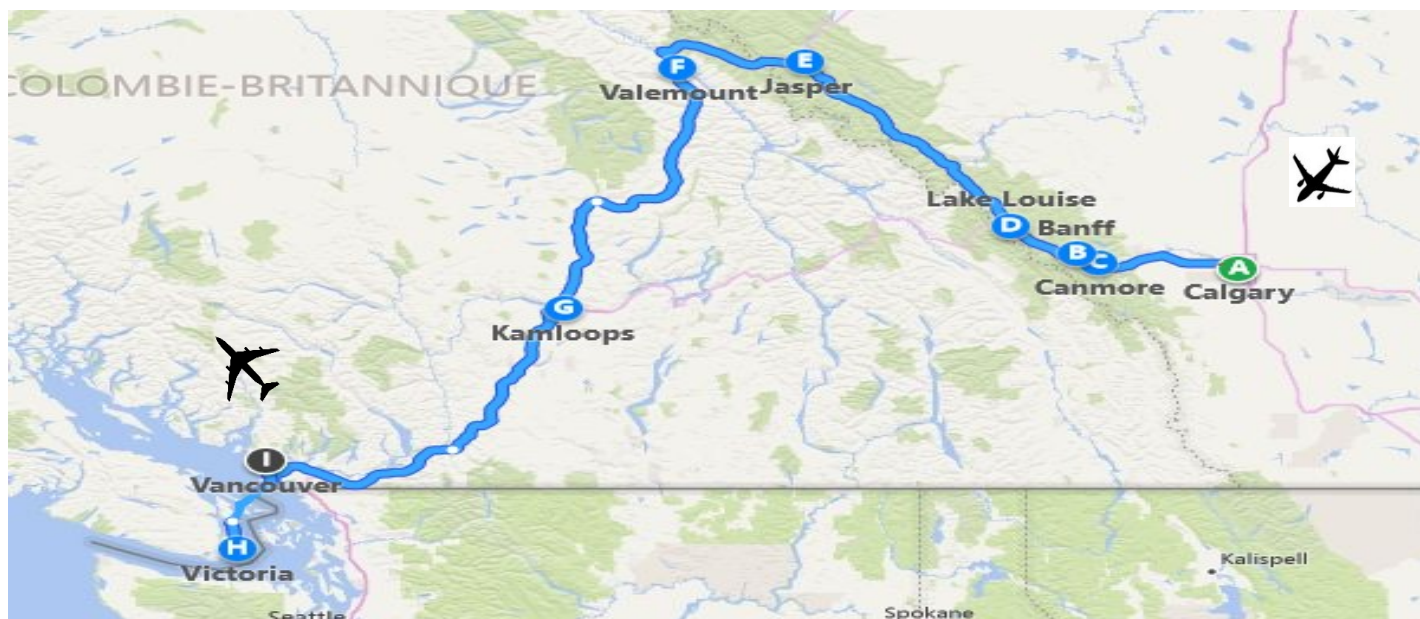 COLOMBIE-BRITANNIQUE
F
Valemount
E
Jasper
Lake Louise
D
Banff
B
C
Canmore
A
Calgary
G
Kamloops
I
Vancouver
H
Victoria
Kalispell
Seattle
Spokane